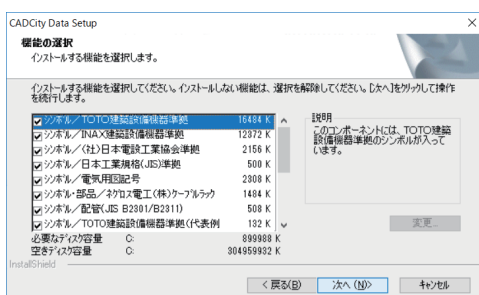 CADCity Data Setup
機能の選択
インストールする機能を選択します。
インストールする機能を選択してください。インストールしない機能は、選択を解除してください。[次へ]をクリックして操作
を続行します。
シンボル/TOTO建築設備機器準拠 16484 K
シンボル/INAX建築設備機器準拠 12372 K
シンボル/(社)日本電設工業協会準拠 2156 K
シンボル/日本工業規格(JIS)準拠 500 K
シンボル/電気用図記号 2308 K
シンボル・部品/ネグロス電工(株)ケーブルラック 1484 K
シンボル/配管(JIS B2301/B2311) 508 K
シンボル/TOTO建築設備機器準拠(代表例 132 K
説明
このコンポーネントには、TOTO建築
設備機器準拠のシンボルが入って
います。
変更...
必要なディスク容量 C: 899988 K
空きディスク容量 C: 304959932 K
InstallShield
< 戻る(B)
次へ (N)>
キャンセル